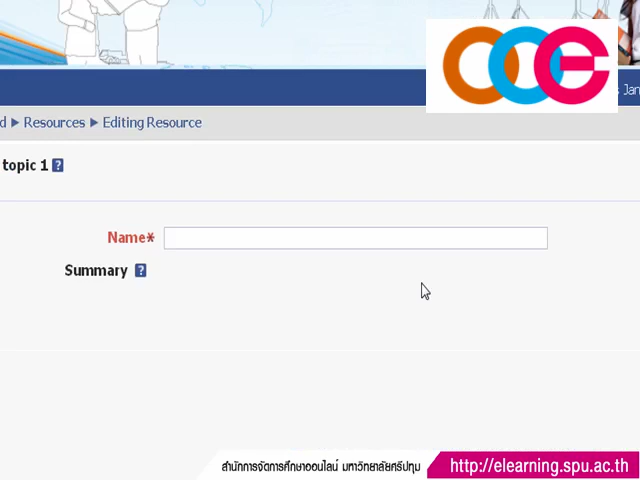 Jan
d ▶ Resources ▶ Editing Resource
topic 1 ?
Name*
Summary ?
สำนักการจัดการศึกษาออนไลน์ มหาวิทยาลัยศรีปทุม
http://elearning.spu.ac.th